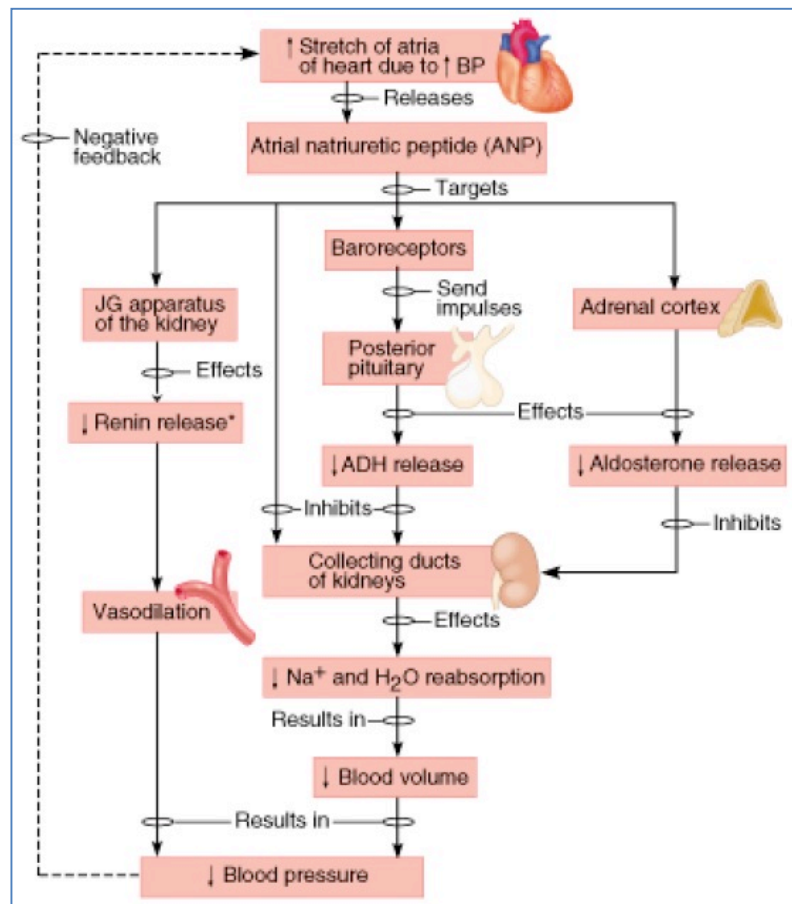 ↑ Stretch of atria
of heart due to ↑ BP
Releases
Negative
feedback
Atrial natriuretic peptide (ANP)
Targets
Baroreceptors
JG apparatus
of the kidney
Send
impulses
Adrenal cortex
Posterior
pituitary
Effects
Effects
↓ Renin release*
↓ ADH release
↓ Aldosterone release
Inhibits
Inhibits
Collecting ducts
of kidneys
Vasodilation
Effects
↓ Na⁺ and H₂O reabsorption
Results in
↓ Blood volume
Results in
↓ Blood pressure